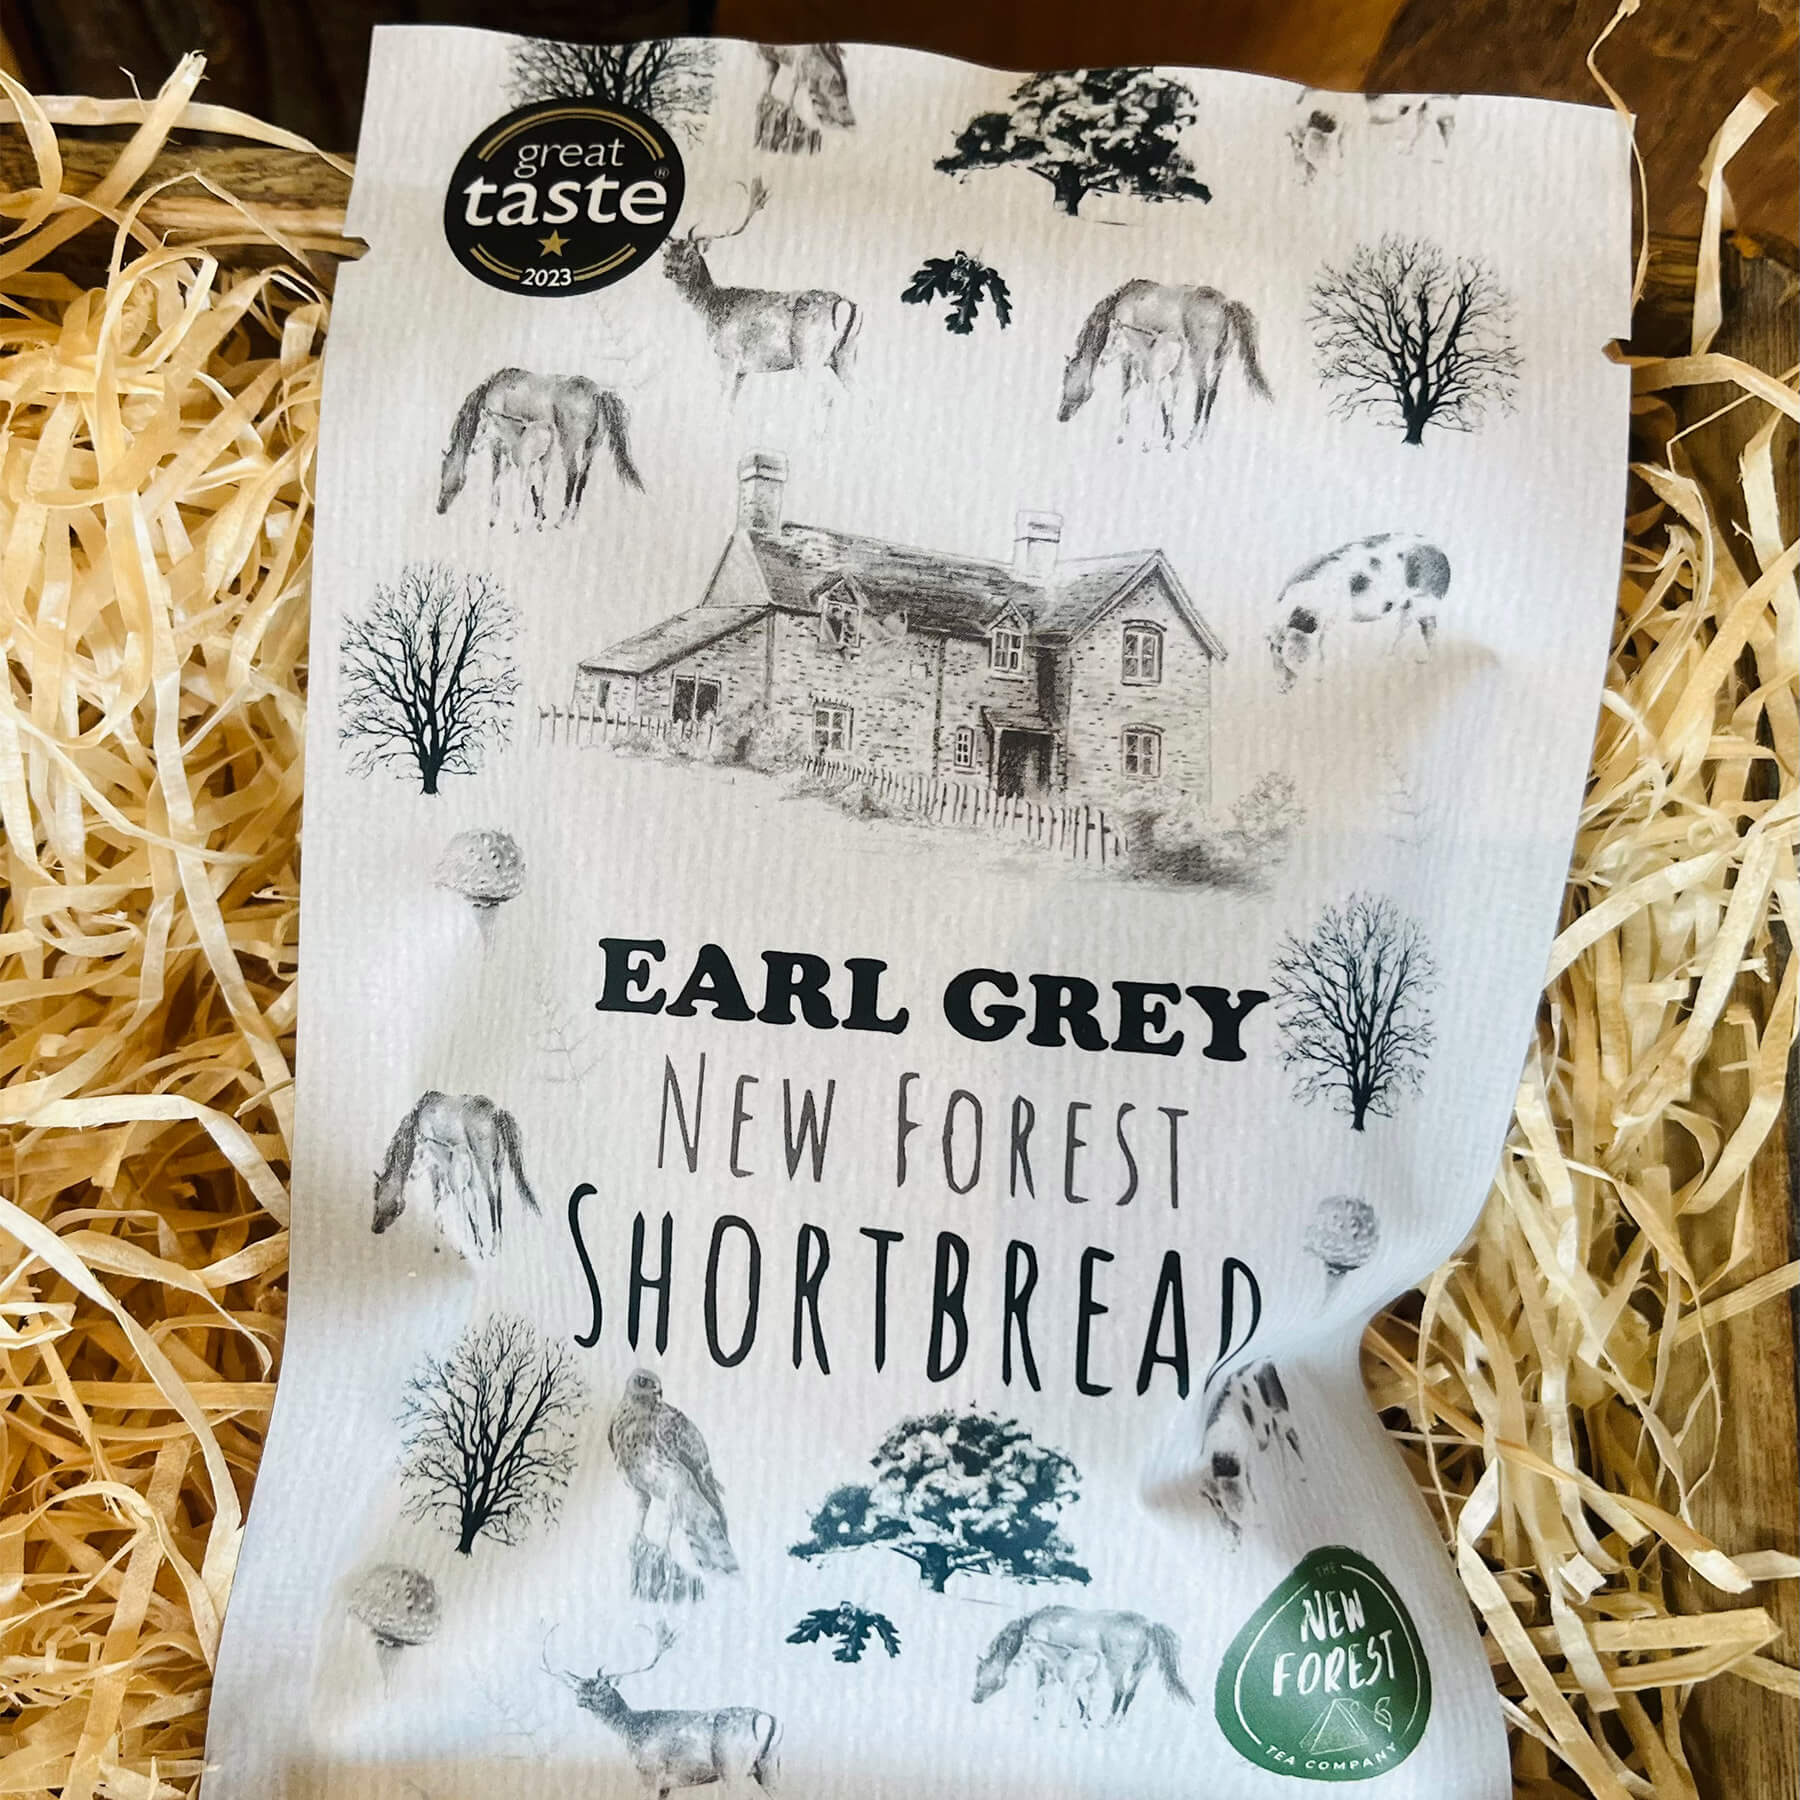 great
taste®
2023
EARL GREY
NEW FOREST
SHORTBREAD
THE
NEW
FOREST
TEA COMPANY